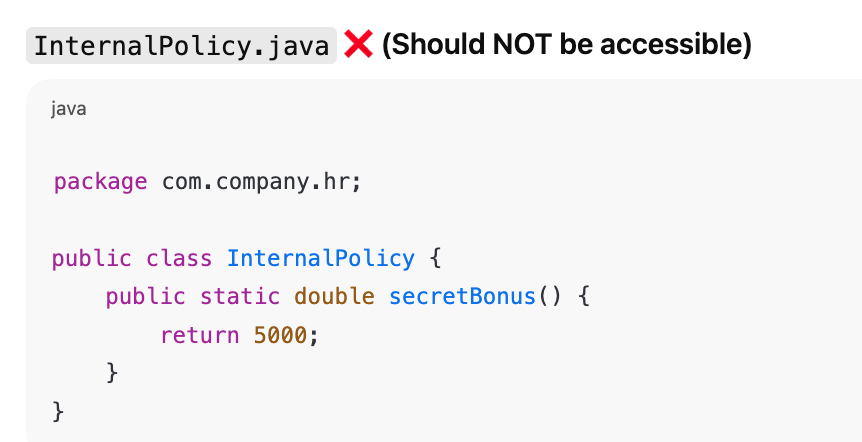 InternalPolicy.java ❌ (Should NOT be accessible)
java
package com.company.hr;
public class InternalPolicy {
    public static double secretBonus() {
        return 5000;
    }
}